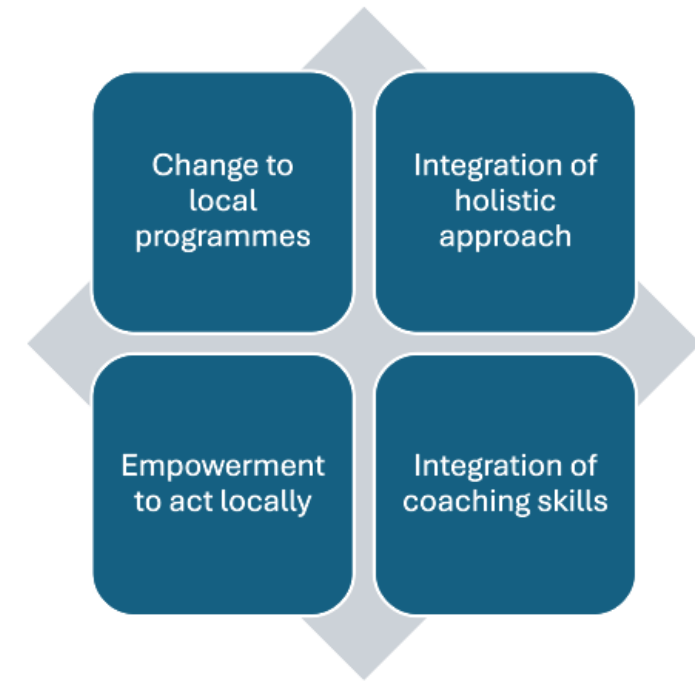 Change to
local
programmes
Integration of
holistic
approach
Empowerment
to act locally
Integration of
coaching skills